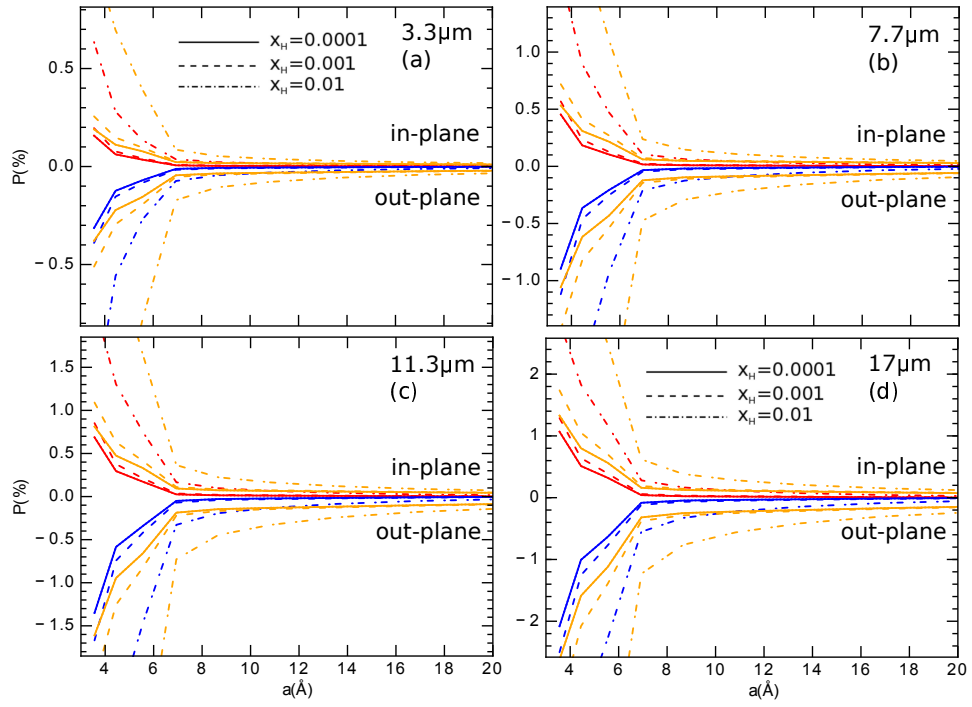 3.3μm
(a)
x_H=0.0001
x_H=0.001
x_H=0.01
in-plane
out-plane
P(%)
0.5
0.0
−0.5
7.7μm
(b)
in-plane
out-plane
1.0
0.5
0.0
−0.5
−1.0
11.3μm
(c)
in-plane
out-plane
P(%)
1.5
1.0
0.5
0.0
−0.5
−1.0
−1.5
4 6 8 10 12 14 16 18 20
a(Å)
17μm
(d)
x_H=0.0001
x_H=0.001
x_H=0.01
in-plane
out-plane
2
1
0
−1
−2
4 6 8 10 12 14 16 18 20
a(Å)